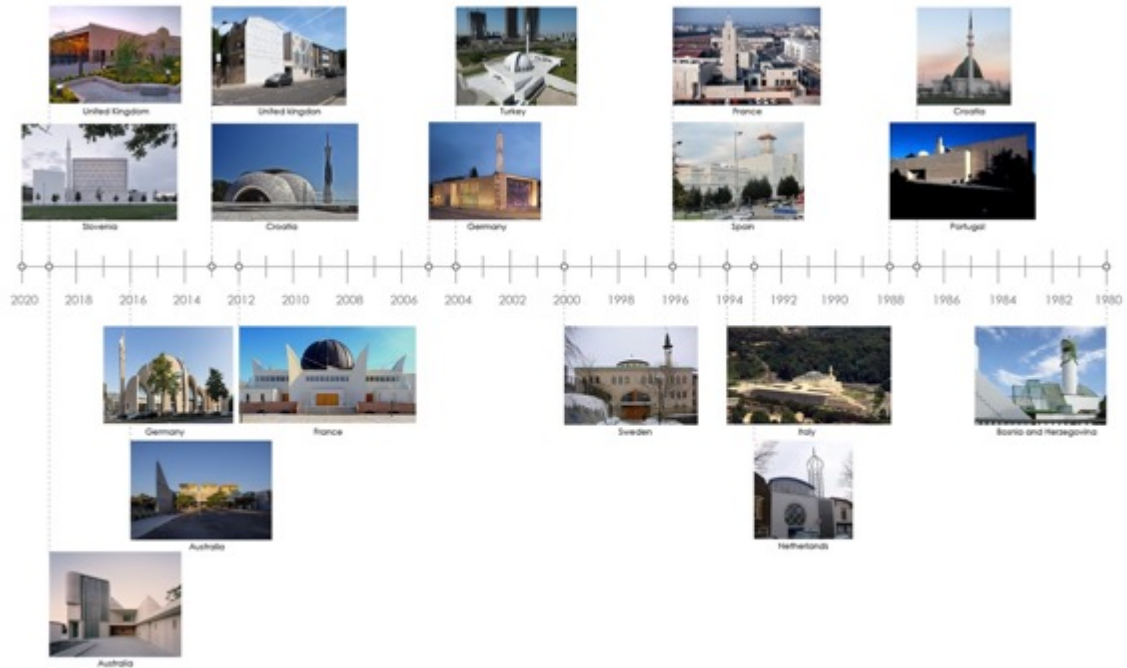 United Kingdom
United kingdon
Turkey
France
Croatia
Slovenia
Croatia
Germany
Spain
Portugal
2020
2018
2016
2014
2012
2010
2008
2006
2004
2002
2000
1998
1996
1994
1992
1990
1988
1986
1984
1982
1980
Germany
France
Sweden
Italy
Bosnia and Herzegovina
Australia
Netherlands
Australia